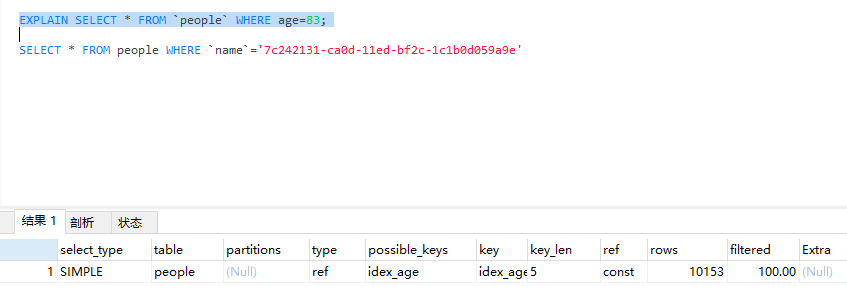 EXPLAIN SELECT * FROM `people` WHERE age=83;
SELECT * FROM people WHERE `name`='7c242131-ca0d-11ed-bf2c-1c1b0d059a9e'
结果 1 剖析 状态
select_type table partitions type possible_keys key key_len ref rows filtered Extra
1 SIMPLE people (Null) ref idex_age idex_age 5 const 10153 100.00 (Null)